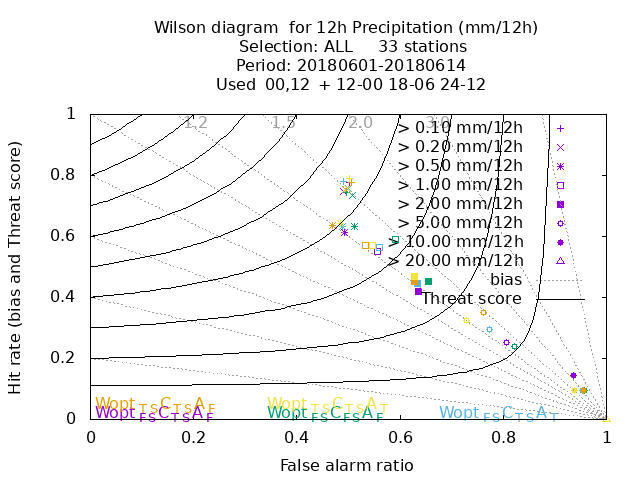 Wilson diagram for 12h Precipitation (mm/12h)
Selection: ALL 33 stations
Period: 20180601-20180614
Used 00,12 + 12-00 18-06 24-12
Hit rate (bias and Threat score)
1
0.8
0.6
0.4
0.2
0
1.2 1.5 2.0 3.0
> 0.10 mm/12h
> 0.20 mm/12h
> 0.50 mm/12h
> 1.00 mm/12h
> 2.00 mm/12h
> 5.00 mm/12h
> 10.00 mm/12h
> 20.00 mm/12h
bias
Threat score
Wopt TSCTSAF Wopt TSCTSAT
Wopt FSCTSAF Wopt FSCFSAF Wopt FSCTSAT
0 0.2 0.4 0.6 0.8 1
False alarm ratio